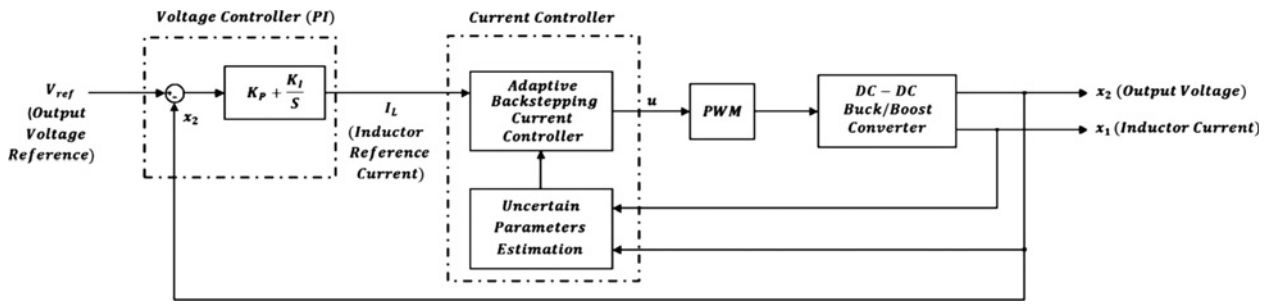 Voltage Controller (PI)
Current Controller
V_ref
(Output
Voltage
Reference)
-
x_2
K_P + K_I/S
I_L
(Inductor
Reference
Current)
Adaptive
Backstepping
Current
Controller
u
PWM
DC − DC
Buck/Boost
Converter
x_2 (Output Voltage)
x_1 (Inductor Current)
Uncertain
Parameters
Estimation